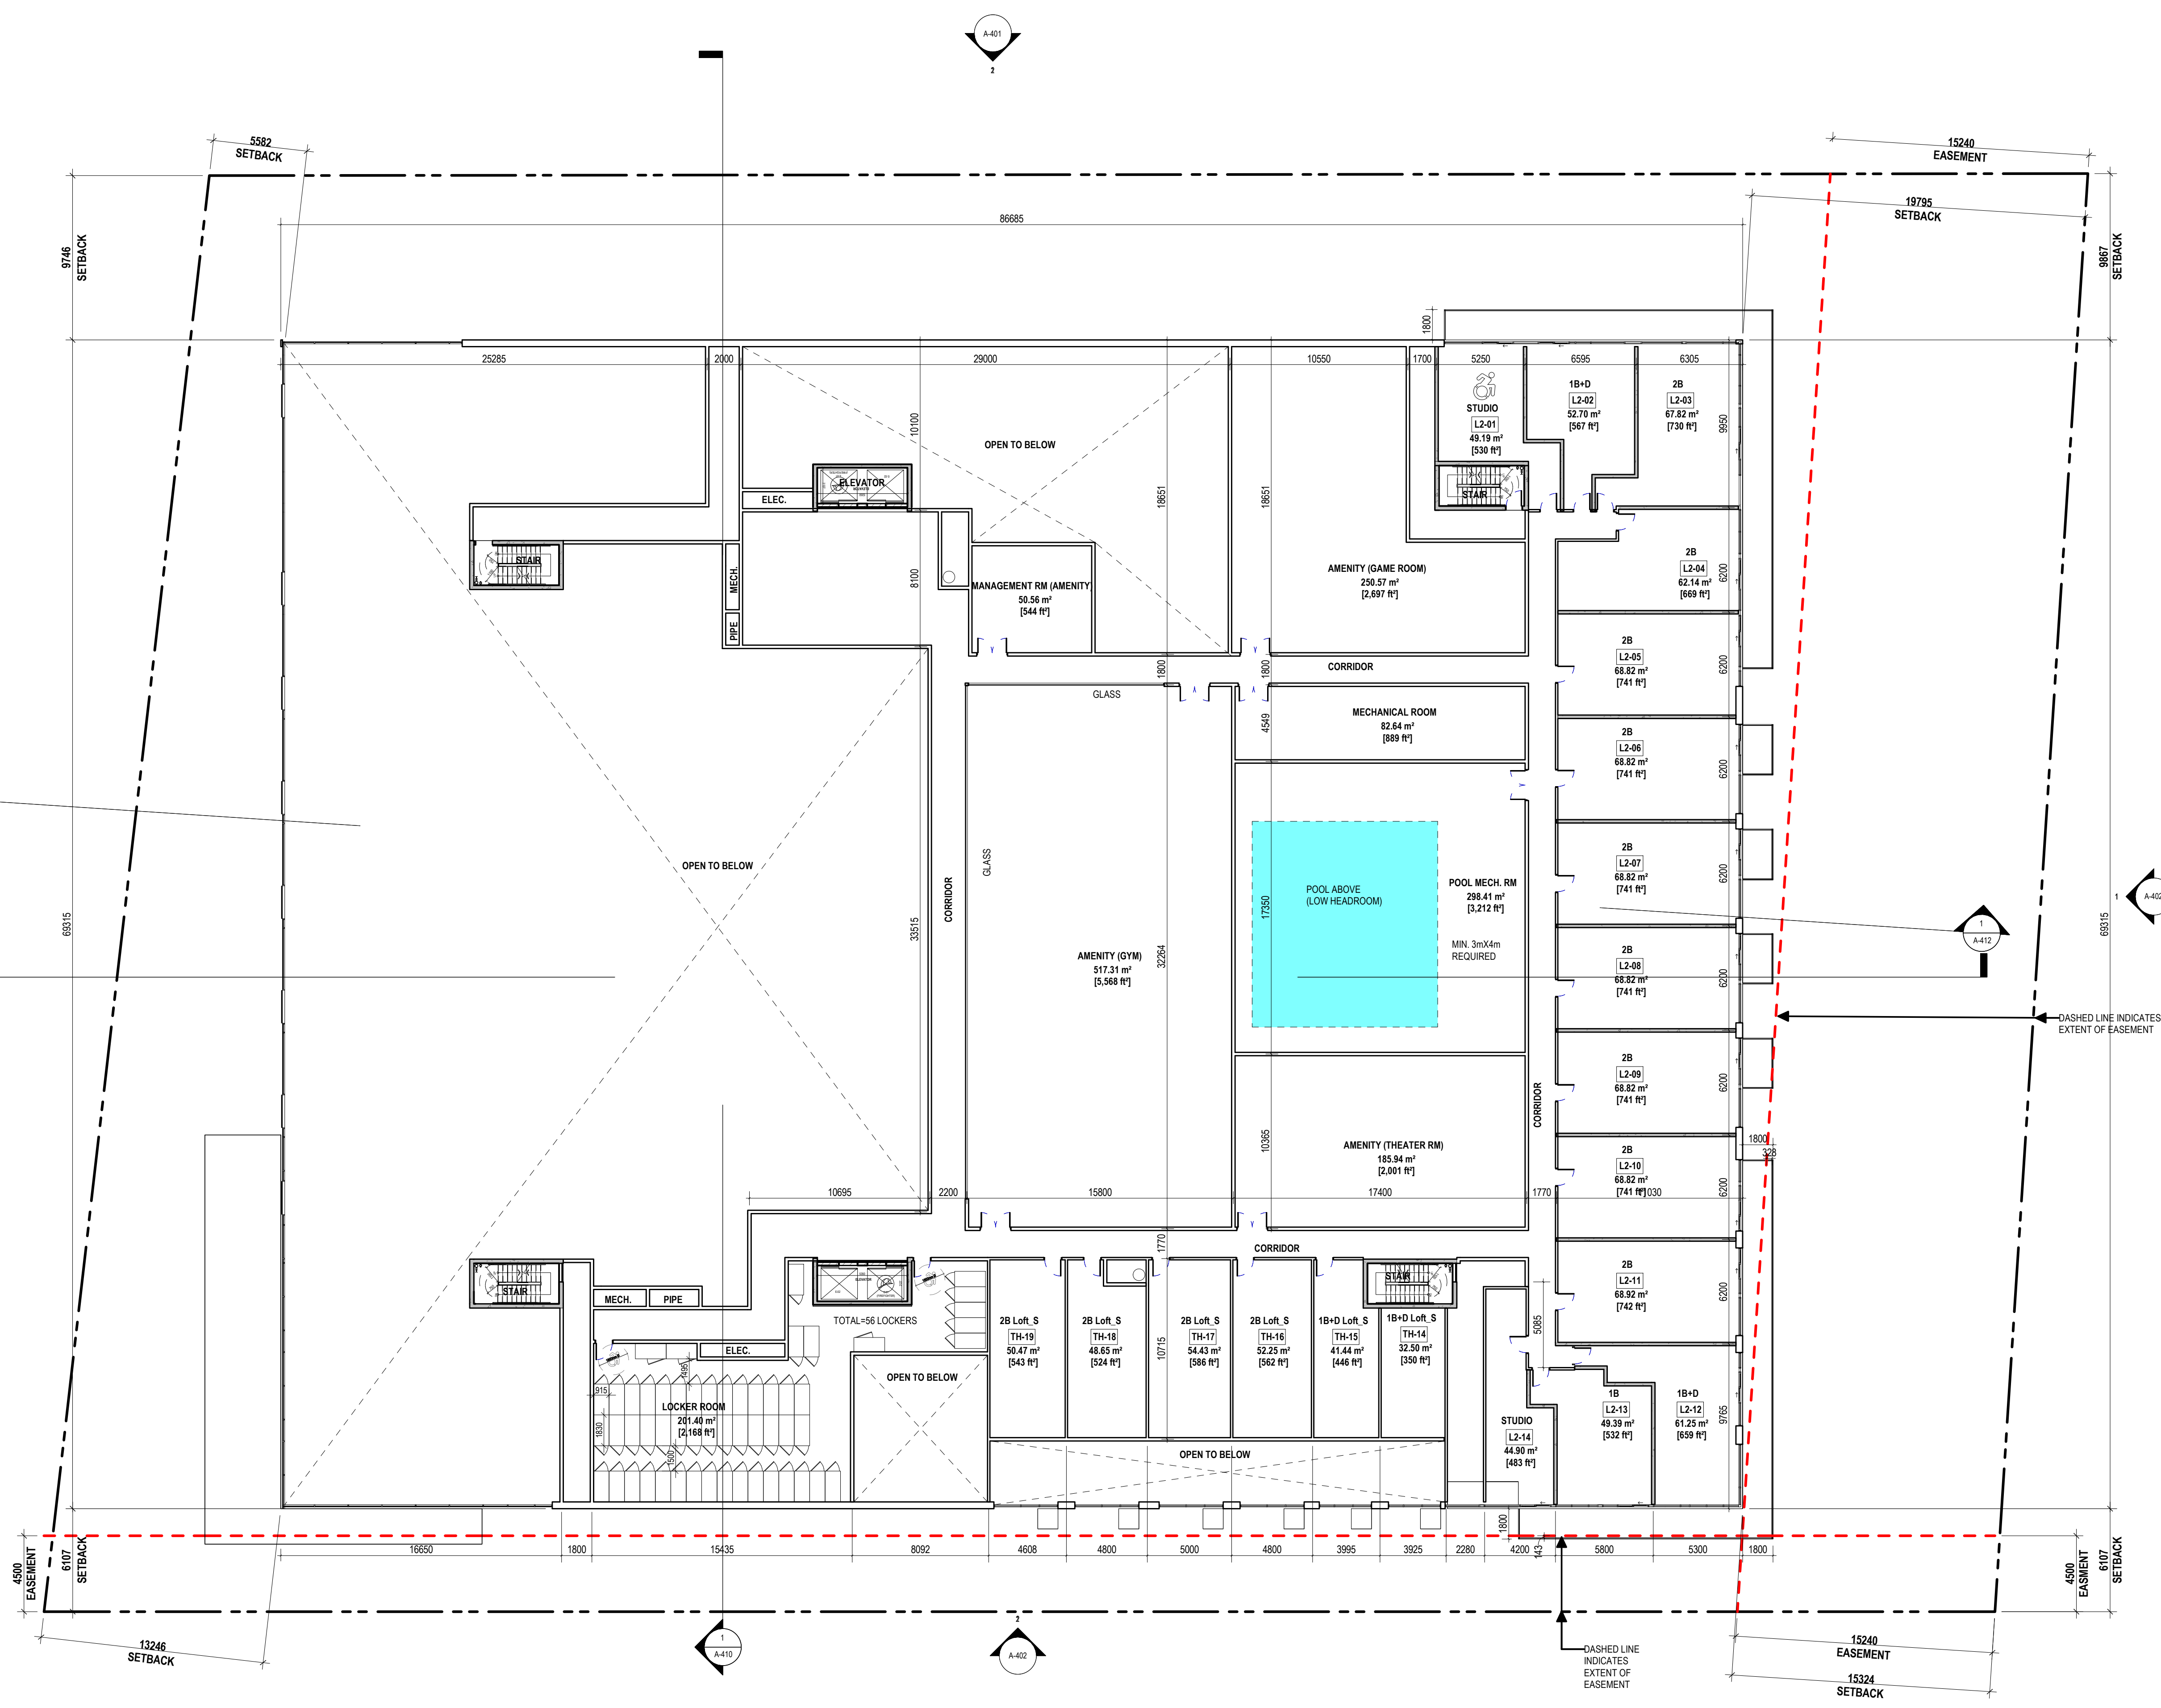 A-401
2
5582
SETBACK
15240
EASEMENT
19795
SETBACK
86685
9746
SETBACK
9867
SETBACK
1800
25285
2000
29000
10550
1700
5250
6595
6305
10100
OPEN TO BELOW
18651
18651
STUDIO
L2-01
49.19 m²
[530 ft²]
1B+D
L2-02
52.70 m²
[567 ft²]
2B
L2-03
67.82 m²
[730 ft²]
9950
ELEVATOR
ELEC.
STAIR
STAIR
MECH.
PIPE
8100
MANAGEMENT RM (AMENITY)
50.56 m²
[544 ft²]
AMENITY (GAME ROOM)
250.57 m²
[2,697 ft²]
2B
L2-04
62.14 m²
[669 ft²]
6200
1800
1800
CORRIDOR
2B
L2-05
68.82 m²
[741 ft²]
6200
GLASS
GLASS
4549
MECHANICAL ROOM
82.64 m²
[889 ft²]
2B
L2-06
68.82 m²
[741 ft²]
6200
OPEN TO BELOW
CORRIDOR
33515
69315
69315
POOL ABOVE
(LOW HEADROOM)
17350
POOL MECH. RM
298.41 m²
[3,212 ft²]
MIN. 3mX4m
REQUIRED
2B
L2-07
68.82 m²
[741 ft²]
6200
1
A-402
1
A-412
AMENITY (GYM)
517.31 m²
[5,568 ft²]
32264
2B
L2-08
68.82 m²
[741 ft²]
6200
DASHED LINE INDICATES
EXTENT OF EASEMENT
2B
L2-09
68.82 m²
[741 ft²]
6200
CORRIDOR
10365
AMENITY (THEATER RM)
185.94 m²
[2,001 ft²]
2B
L2-10
68.82 m²
[741 ft²]
6200
1800
328
10695
2200
15800
17400
1770
1770
CORRIDOR
STAIR
MECH.
PIPE
ELEVATOR
TOTAL=56 LOCKERS
ELEC.
STAIR
2B
L2-11
68.92 m²
[742 ft²]
6200
5085
2B Loft_S
TH-19
50.47 m²
[543 ft²]
2B Loft_S
TH-18
48.65 m²
[524 ft²]
10715
2B Loft_S
TH-17
54.43 m²
[586 ft²]
2B Loft_S
TH-16
52.25 m²
[562 ft²]
1B+D Loft_S
TH-15
41.44 m²
[446 ft²]
1B+D Loft_S
TH-14
32.50 m²
[350 ft²]
1495
915
1830
1500
LOCKER ROOM
201.40 m²
[2,168 ft²]
OPEN TO BELOW
OPEN TO BELOW
STUDIO
L2-14
44.90 m²
[483 ft²]
1B
L2-13
49.39 m²
[532 ft²]
1B+D
L2-12
61.25 m²
[659 ft²]
9765
1800
143
4500
EASEMENT
6107
SETBACK
16650
1800
15435
8092
4608
4800
5000
4800
3995
3925
2280
4200
5800
5300
1800
4500
EASMENT
6107
SETBACK
13246
SETBACK
1
A-410
2
A-402
DASHED LINE
INDICATES
EXTENT OF
EASEMENT
15240
EASEMENT
15324
SETBACK